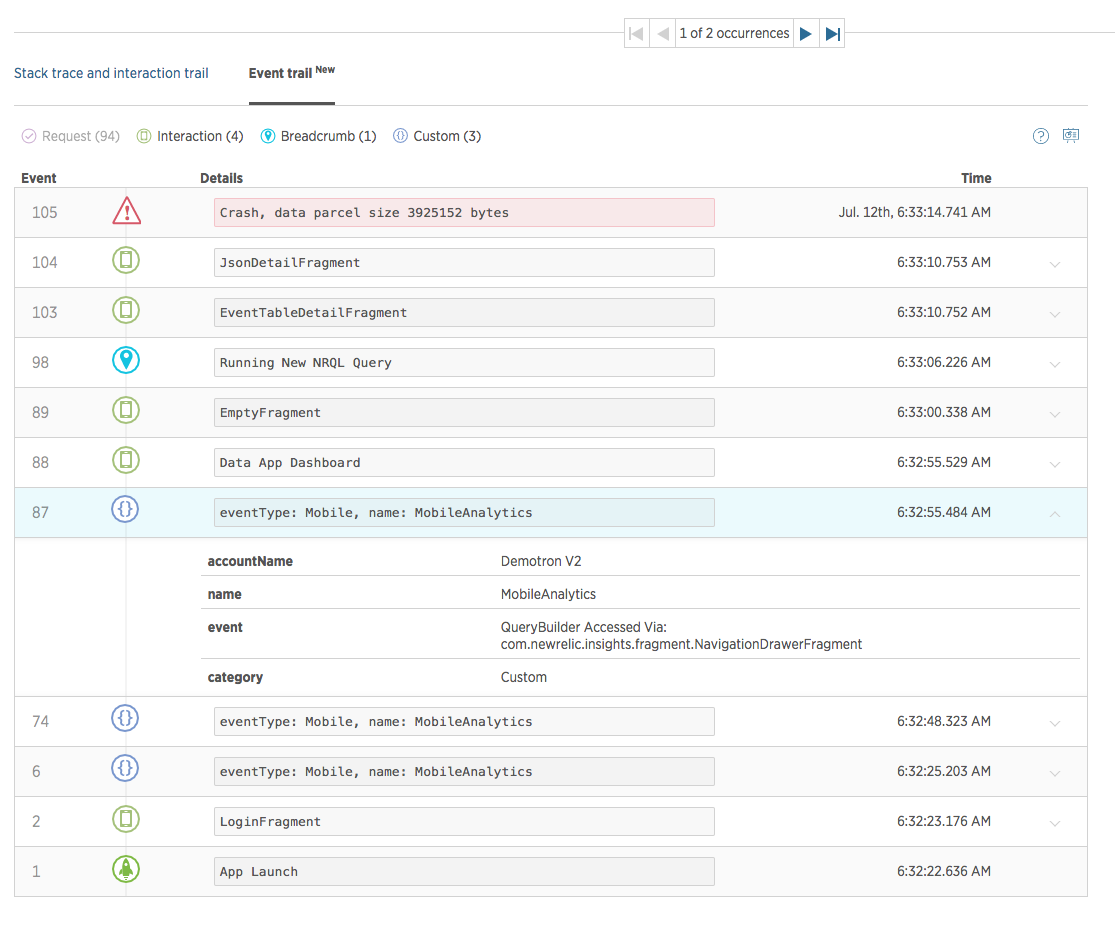 1 of 2 occurrences
Stack trace and interaction trail Event trail New
Request (94) Interaction (4) Breadcrumb (1) Custom (3) ?
Event Details Time
105 Crash, data parcel size 3925152 bytes Jul. 12th, 6:33:14.741 AM
104 JsonDetailFragment 6:33:10.753 AM
103 EventTableDetailFragment 6:33:10.752 AM
98 Running New NRQL Query 6:33:06.226 AM
89 EmptyFragment 6:33:00.338 AM
88 Data App Dashboard 6:32:55.529 AM
87 {} eventType: Mobile, name: MobileAnalytics 6:32:55.484 AM
accountName Demotron V2
name MobileAnalytics
event QueryBuilder Accessed Via:
com.newrelic.insights.fragment.NavigationDrawerFragment
category Custom
74 {} eventType: Mobile, name: MobileAnalytics 6:32:48.323 AM
6 {} eventType: Mobile, name: MobileAnalytics 6:32:25.203 AM
2 LoginFragment 6:32:23.176 AM
1 App Launch 6:32:22.636 AM